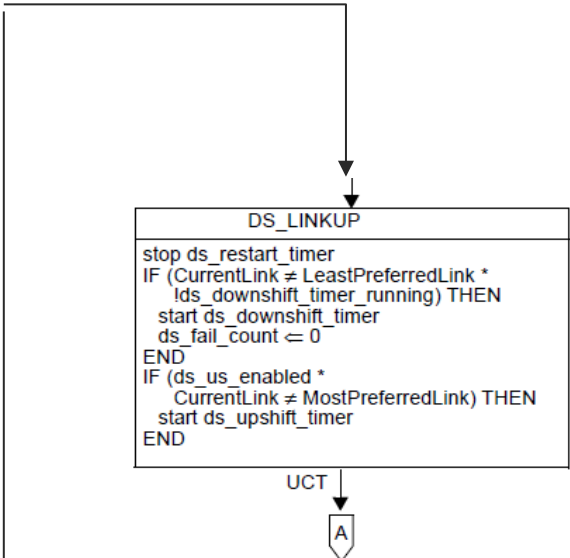 DS_LINKUP
stop ds_restart_timer
IF (CurrentLink ≠ LeastPreferredLink *
!ds_downshift_timer_running) THEN
start ds_downshift_timer
ds_fail_count ⇐ 0
END
IF (ds_us_enabled *
CurrentLink ≠ MostPreferredLink) THEN
start ds_upshift_timer
END
UCT
A